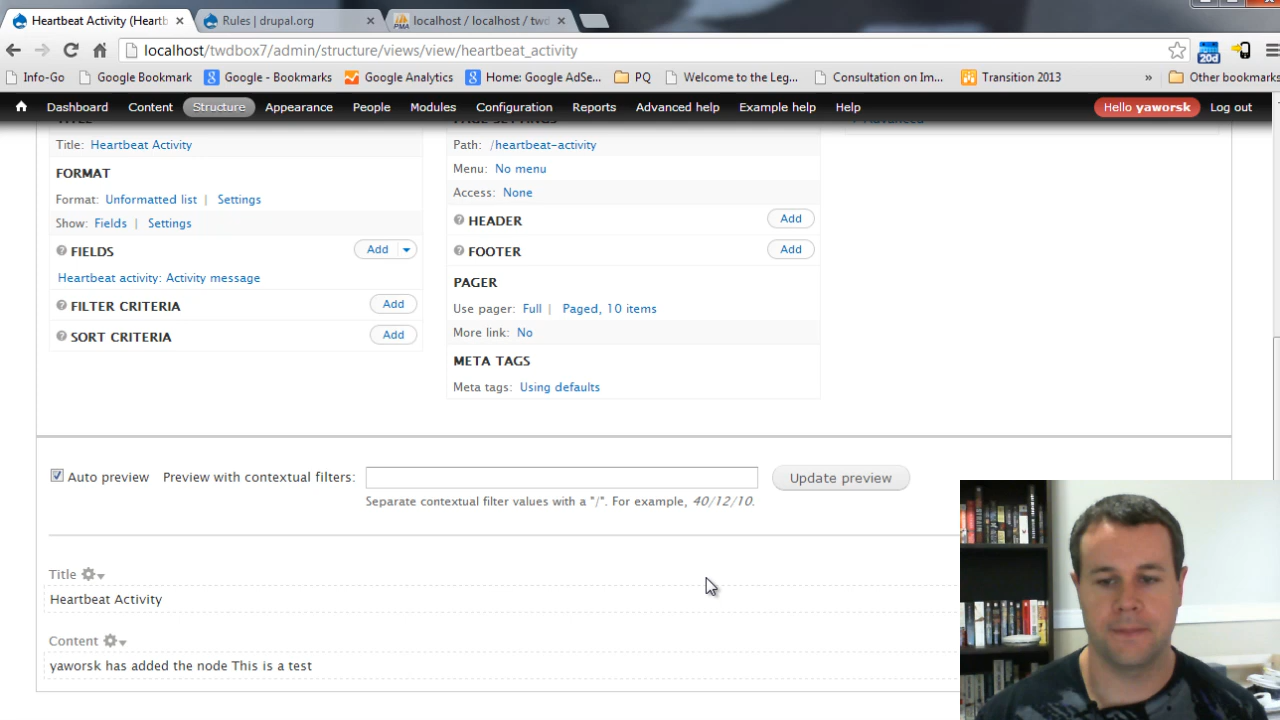 Heartbeat Activity (Heartb
Rules | drupal.org
localhost / localhost / twd
localhost/twdbox7/admin/structure/views/view/heartbeat_activity
20d
Info-Go
Google Bookmark
Google - Bookmarks
Google Analytics
Home: Google AdSe...
PQ
Welcome to the Leg...
Consultation on Im...
Transition 2013
»
Other bookmarks
Dashboard
Content
Structure
Appearance
People
Modules
Configuration
Reports
Advanced help
Example help
Help
Hello yaworsk
Log out
TITLE
PAGE SETTINGS
Advanced
Title: Heartbeat Activity
Path: /heartbeat-activity
FORMAT
Menu: No menu
Format: Unformatted list | Settings
Access: None
Show: Fields | Settings
HEADER
Add
FIELDS
Add
FOOTER
Add
Heartbeat activity: Activity message
PAGER
FILTER CRITERIA
Add
Use pager: Full | Paged, 10 items
SORT CRITERIA
Add
More link: No
META TAGS
Meta tags: Using defaults
Auto preview
Preview with contextual filters:
Update preview
Separate contextual filter values with a "/". For example, 40/12/10.
Title
Heartbeat Activity
Content
yaworsk has added the node This is a test